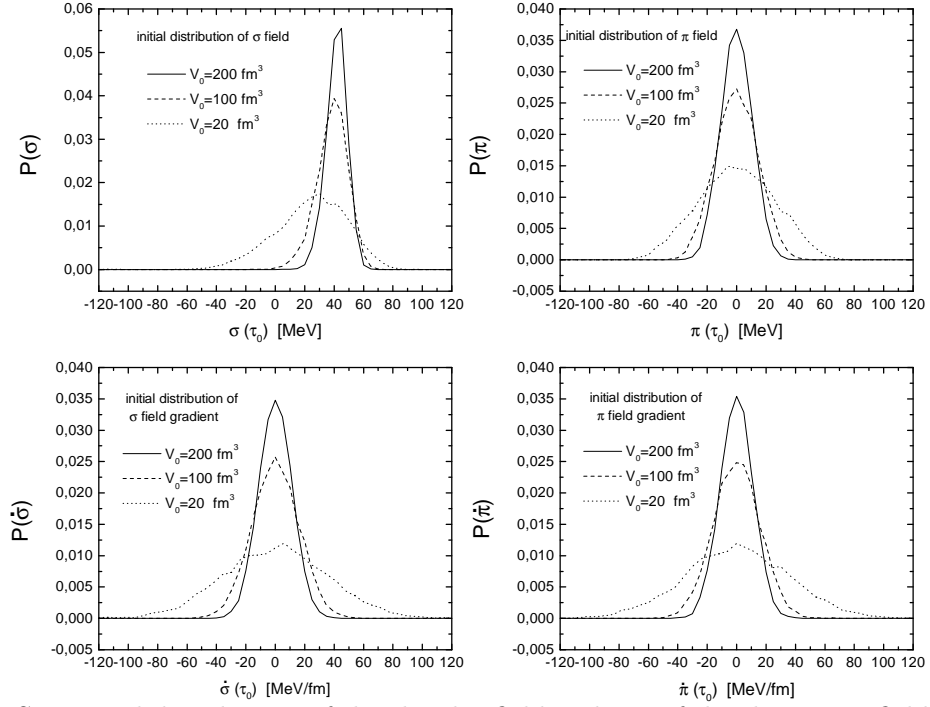 0,06
0,05
0,04
0,03
0,02
0,01
0,00
P(σ)
initial distribution of σ field
V₀=200 fm³
V₀=100 fm³
V₀=20 fm³
-120 -100 -80 -60 -40 -20 0 20 40 60 80 100 120
σ (τ₀) [MeV]
0,040
0,035
0,030
0,025
0,020
0,015
0,010
0,005
0,000
-0,005
P(π)
initial distribution of π field
V₀=200 fm³
V₀=100 fm³
V₀=20 fm³
-120 -100 -80 -60 -40 -20 0 20 40 60 80 100 120
π (τ₀) [MeV]
0,040
0,035
0,030
0,025
0,020
0,015
0,010
0,005
0,000
-0,005
P(σ̇)
initial distribution of
σ field gradient
V₀=200 fm³
V₀=100 fm³
V₀=20 fm³
-120 -100 -80 -60 -40 -20 0 20 40 60 80 100 120
σ̇ (τ₀) [MeV/fm]
0,040
0,035
0,030
0,025
0,020
0,015
0,010
0,005
0,000
-0,005
P(π̇)
initial distribution of
π field gradient
V₀=200 fm³
V₀=100 fm³
V₀=20 fm³
-120 -100 -80 -60 -40 -20 0 20 40 60 80 100 120
π̇ (τ₀) [MeV/fm]